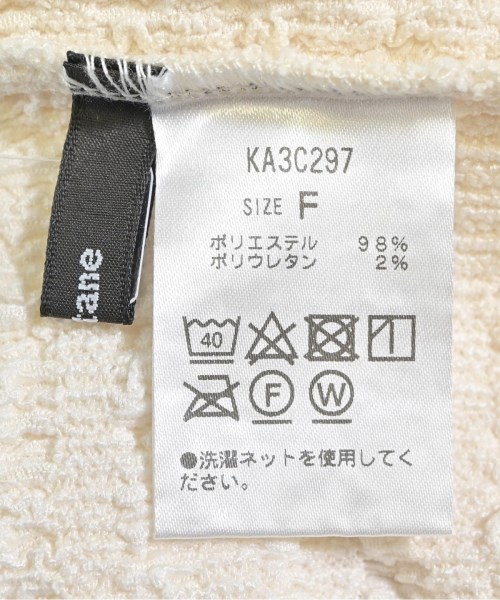 KA3C297
SIZE F
ポリエステル 98%
ポリウレタン 2%
40
F W
●洗濯ネットを使用してく
ださい。